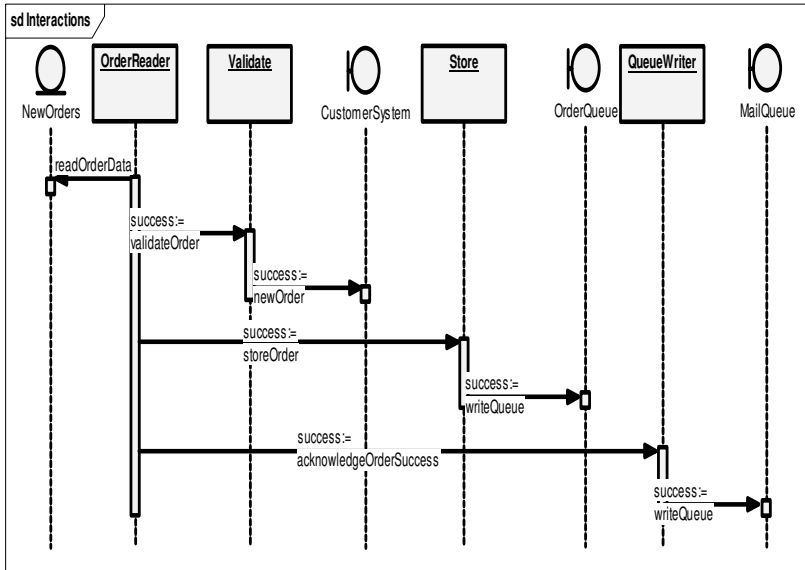 sd Interactions
OrderReader
Validate
Store
QueueWriter
NewOrders
CustomerSystem
OrderQueue
MailQueue
readOrderData
success:=
validateOrder
success:=
newOrder
success:=
storeOrder
success:=
writeQueue
success:=
acknowledgeOrderSuccess
success:=
writeQueue